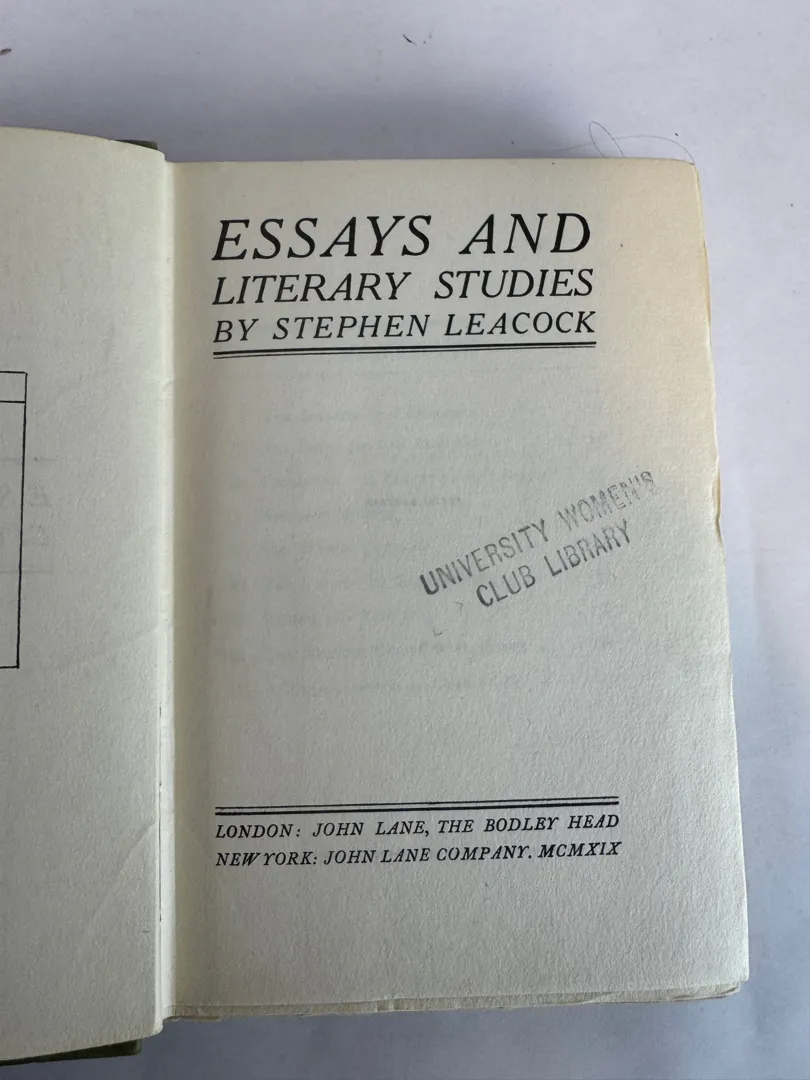 ESSAYS AND
LITERARY STUDIES
BY STEPHEN LEACOCK
UNIVERSITY WOMEN'S
CLUB LIBRARY
LONDON: JOHN LANE, THE BODLEY HEAD
NEW YORK: JOHN LANE COMPANY. MCMXIX